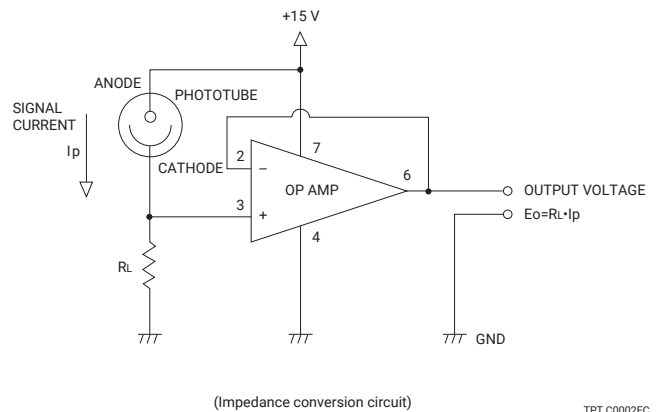 +15 V
ANODE
PHOTOTUBE
SIGNAL
CURRENT
Ip
CATHODE
2
7
−
OP AMP
6
3
+
4
OUTPUT VOLTAGE
Eo=RL•Ip
RL
GND
(Impedance conversion circuit)
TPT C0002EC